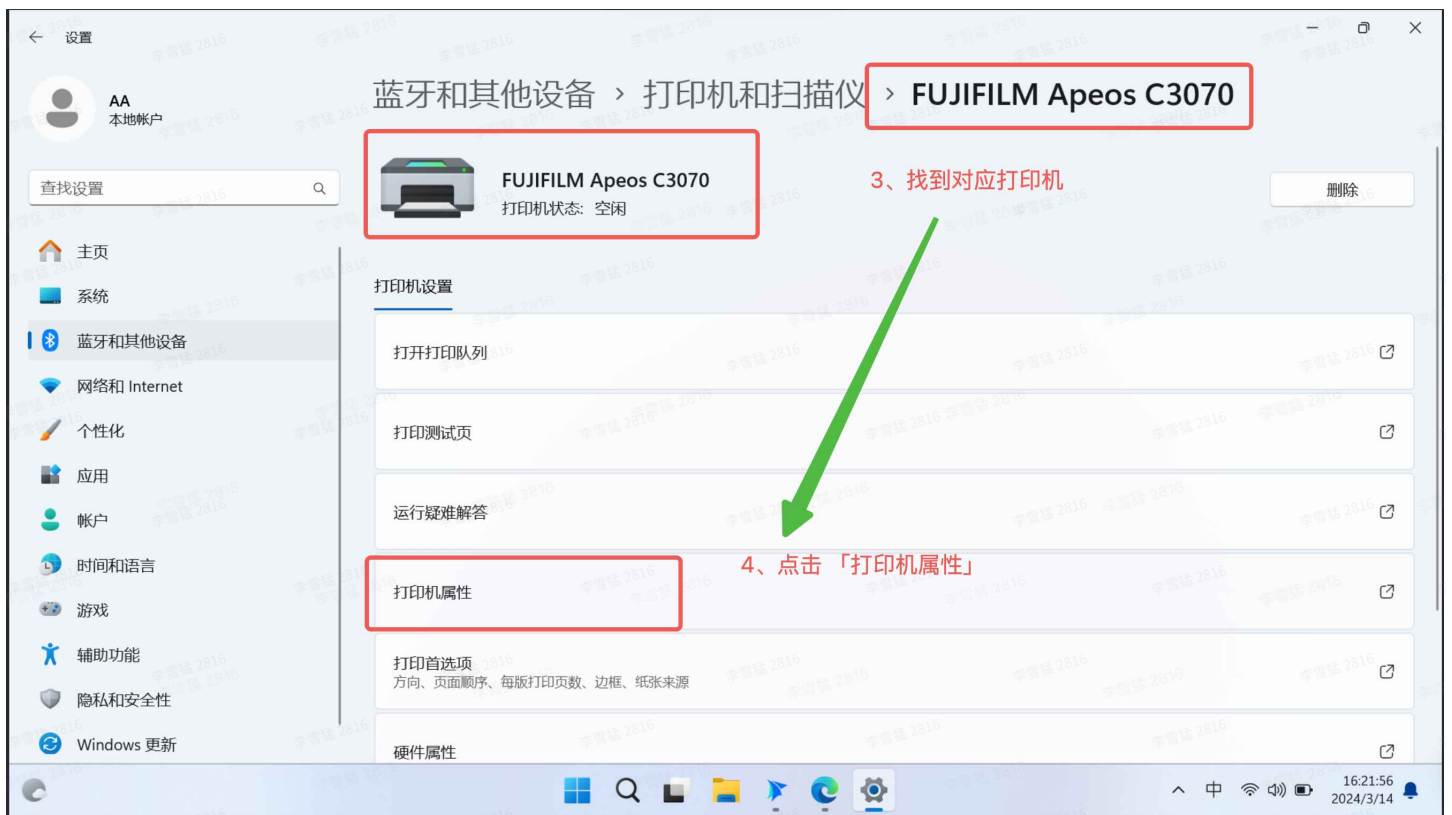 设置
AA
本地帐户
查找设置
主页
系统
蓝牙和其他设备
网络和 Internet
个性化
应用
帐户
时间和语言
游戏
辅助功能
隐私和安全性
Windows 更新
蓝牙和其他设备 › 打印机和扫描仪 › FUJIFILM Apeos C3070
FUJIFILM Apeos C3070
打印机状态: 空闲
3、找到对应打印机
删除
打印机设置
打开打印队列
打印测试页
运行疑难解答
4、点击 「打印机属性」
打印机属性
打印首选项
方向、页面顺序、每版打印页数、边框、纸张来源
硬件属性
中
16:21:56
2024/3/14